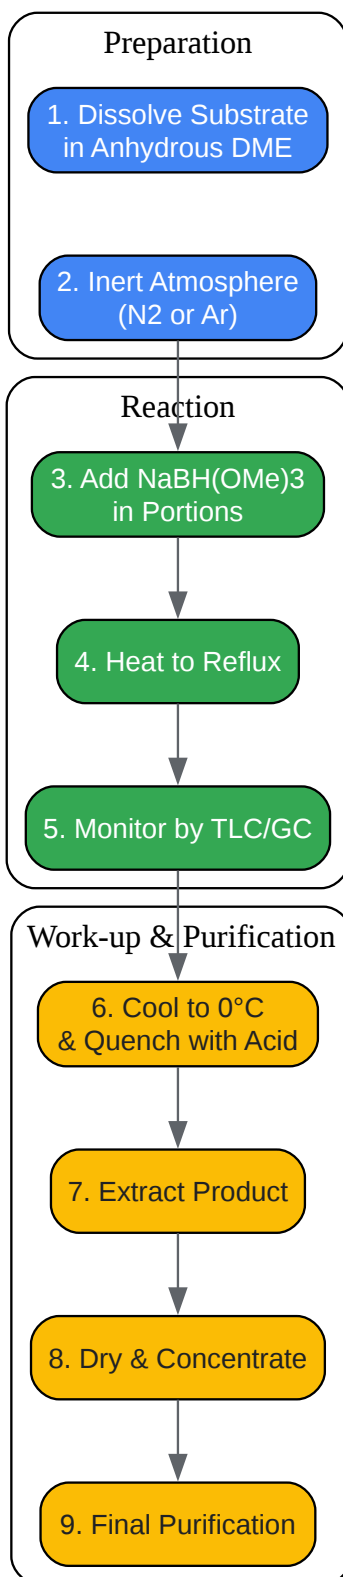 Preparation
1. Dissolve Substrate
in Anhydrous DME
2. Inert Atmosphere
(N2 or Ar)
Reaction
3. Add NaBH(OMe)3
in Portions
4. Heat to Reflux
5. Monitor by TLC/GC
Work-up & Purification
6. Cool to 0°C
& Quench with Acid
7. Extract Product
8. Dry & Concentrate
9. Final Purification